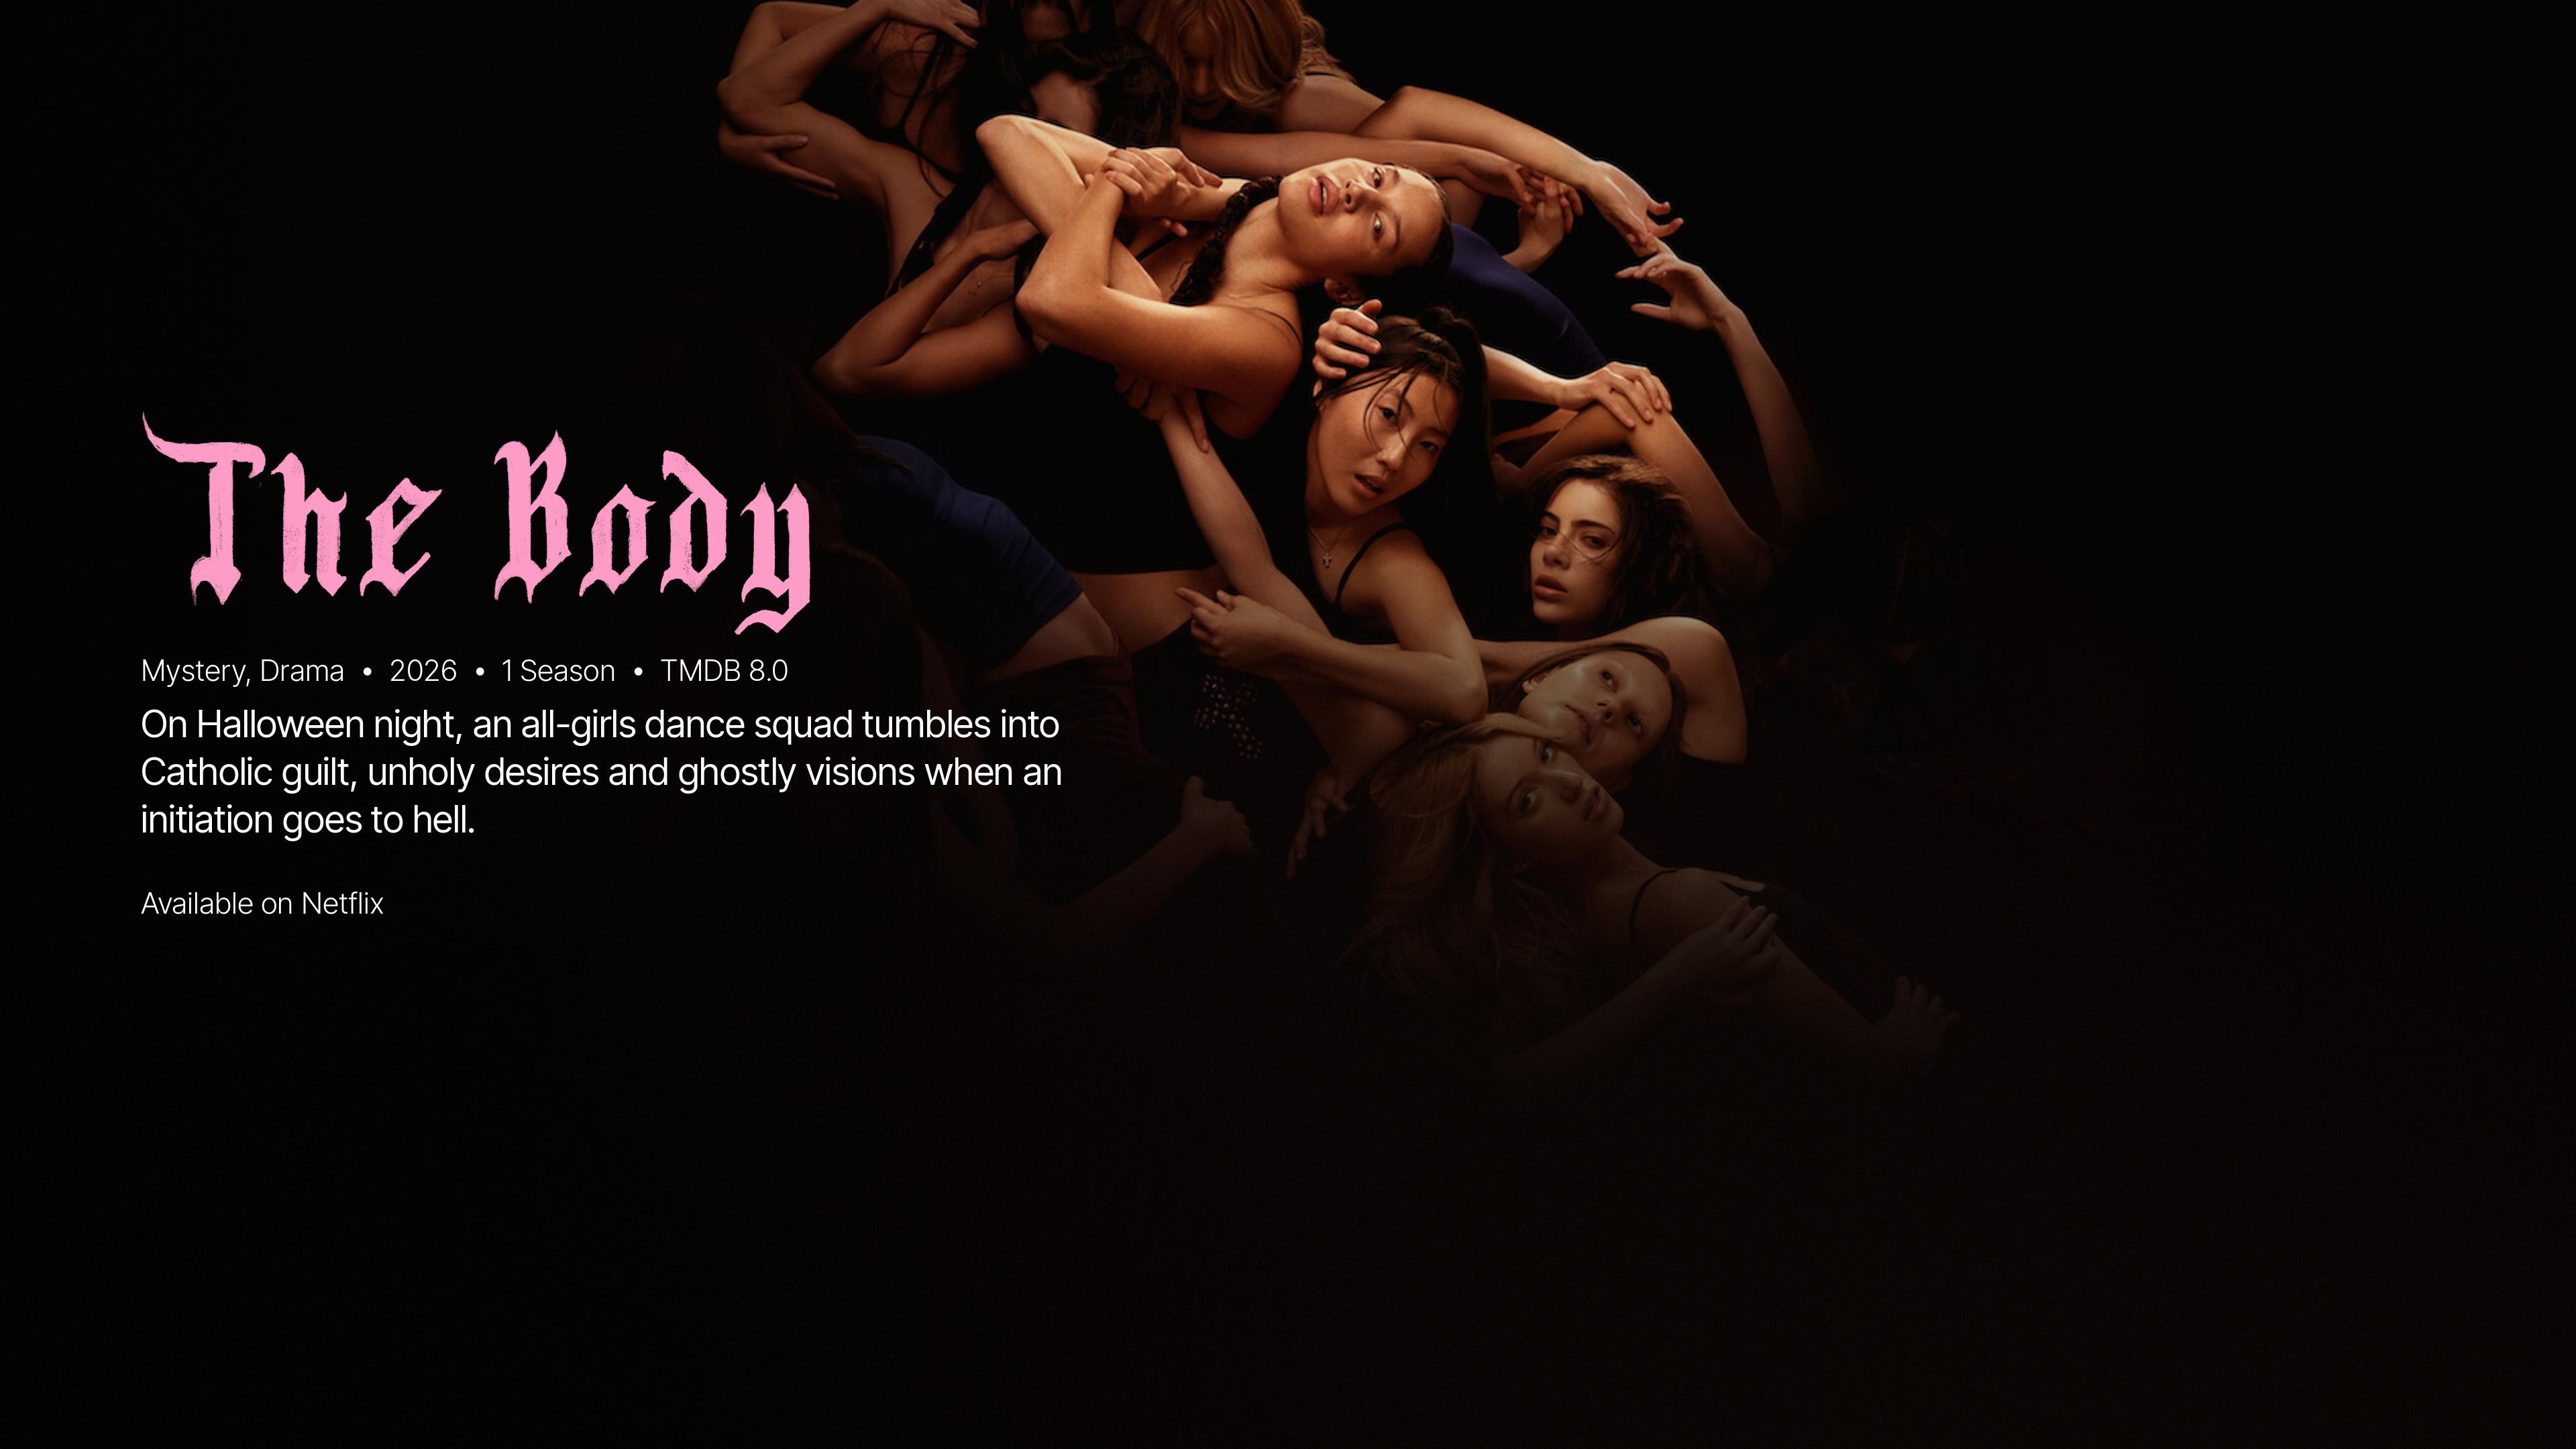 The Body
Mystery, Drama • 2026 • 1 Season • TMDB 8.0
On Halloween night, an all-girls dance squad tumbles into
Catholic guilt, unholy desires and ghostly visions when an
initiation goes to hell.
Available on Netflix